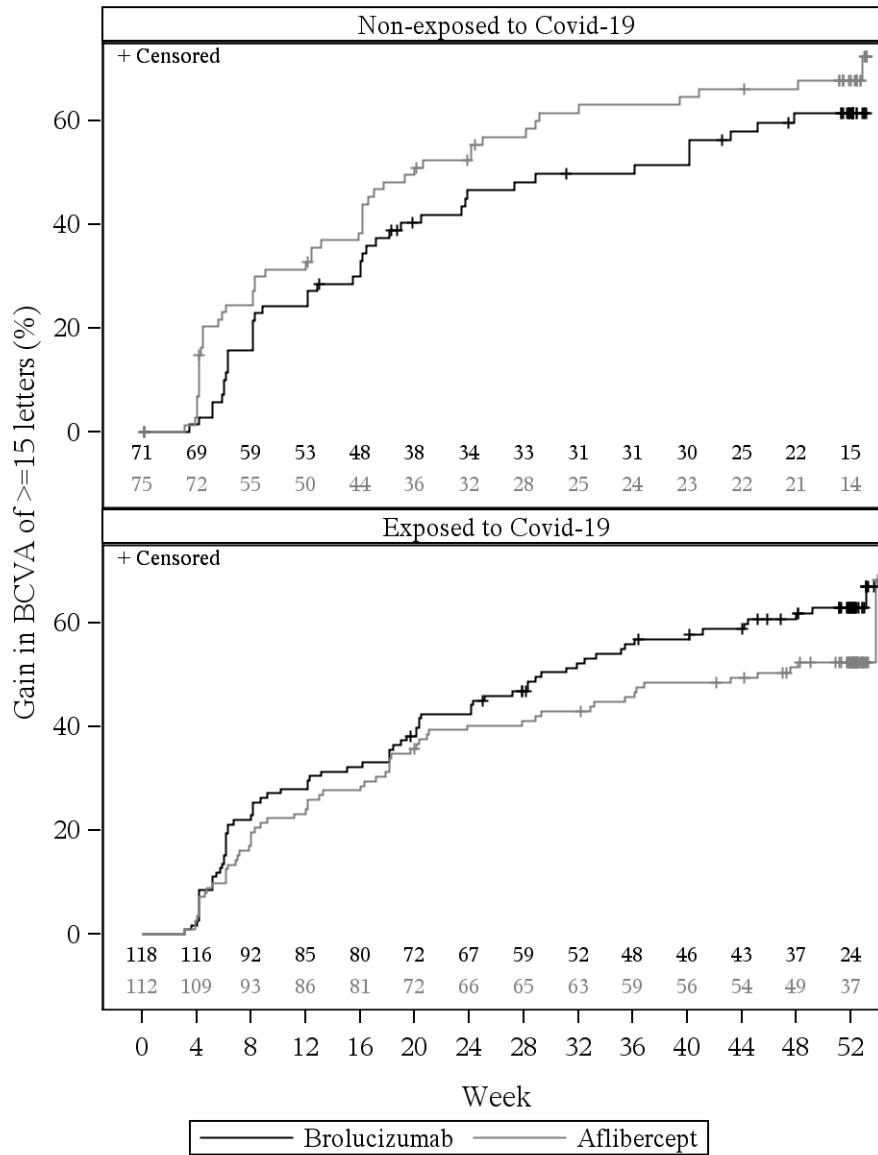 Non-exposed to Covid-19
+ Censored
60
40
20
0
71 69 59 53 48 38 34 33 31 31 30 25 22 15
75 72 55 50 44 36 32 28 25 24 23 22 21 14
Gain in BCVA of >=15 letters (%)
Exposed to Covid-19
+ Censored
60
40
20
0
118 116 92 85 80 72 67 59 52 48 46 43 37 24
112 109 93 86 81 72 66 65 63 59 56 54 49 37
0 4 8 12 16 20 24 28 32 36 40 44 48 52
Week
Brolucizumab Aflibercept